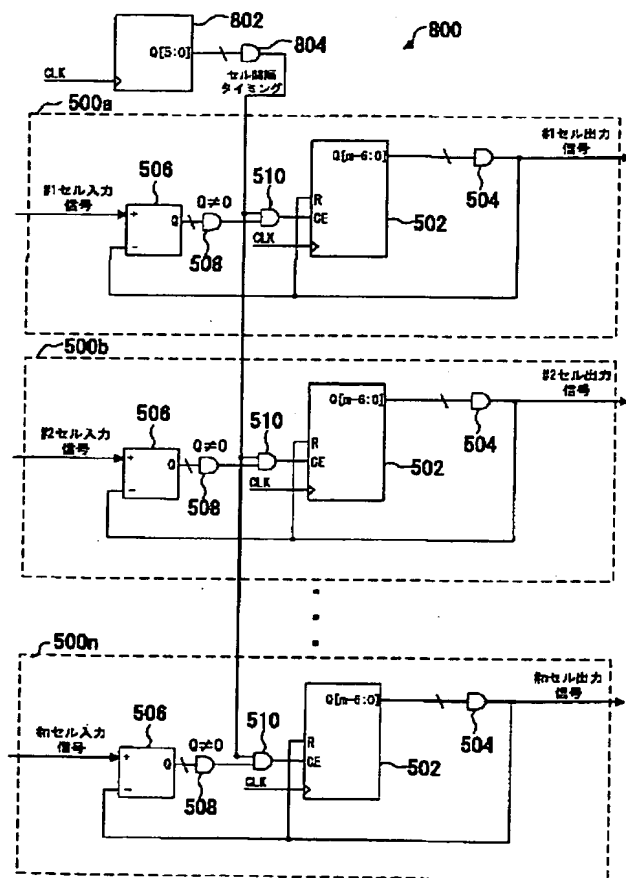 802
Q[5:0]
804
800
CLK
セル間隔
タイミング
500a
#1セル出力
信号
Q[m-6:0]
506
510
504
#1セル入力
信号
Q≠0
R
+
Q
CE
502
CLK
508
−
500b
#2セル出力
信号
Q[m-6:0]
506
510
504
#2セル入力
信号
Q≠0
R
+
Q
CE
502
CLK
508
−
500n
#nセル出力
信号
Q[m-6:0]
506
510
504
#nセル入力
信号
Q≠0
R
+
Q
CE
502
CLK
508
−